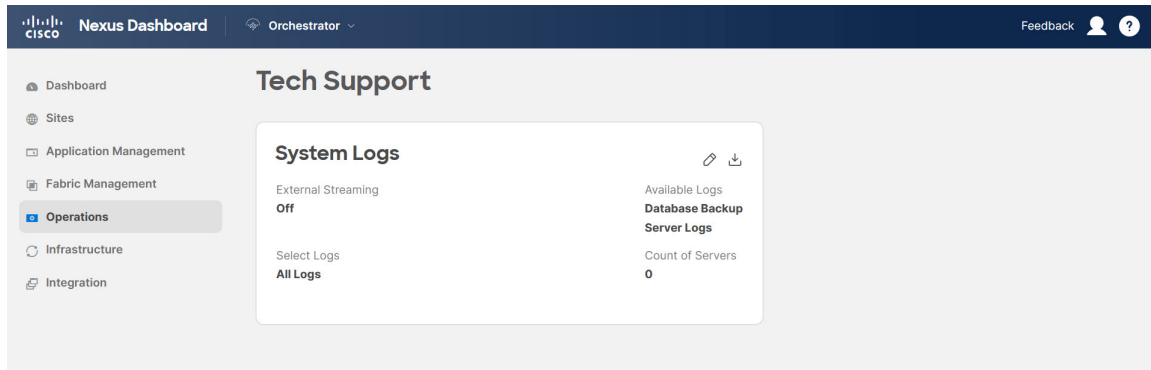 cisco Nexus Dashboard Orchestrator Feedback ?
Tech Support
Dashboard
Sites
Application Management
Fabric Management
Operations
Infrastructure
Integration
System Logs
External Streaming
Off
Available Logs
Database Backup
Server Logs
Select Logs
All Logs
Count of Servers
0